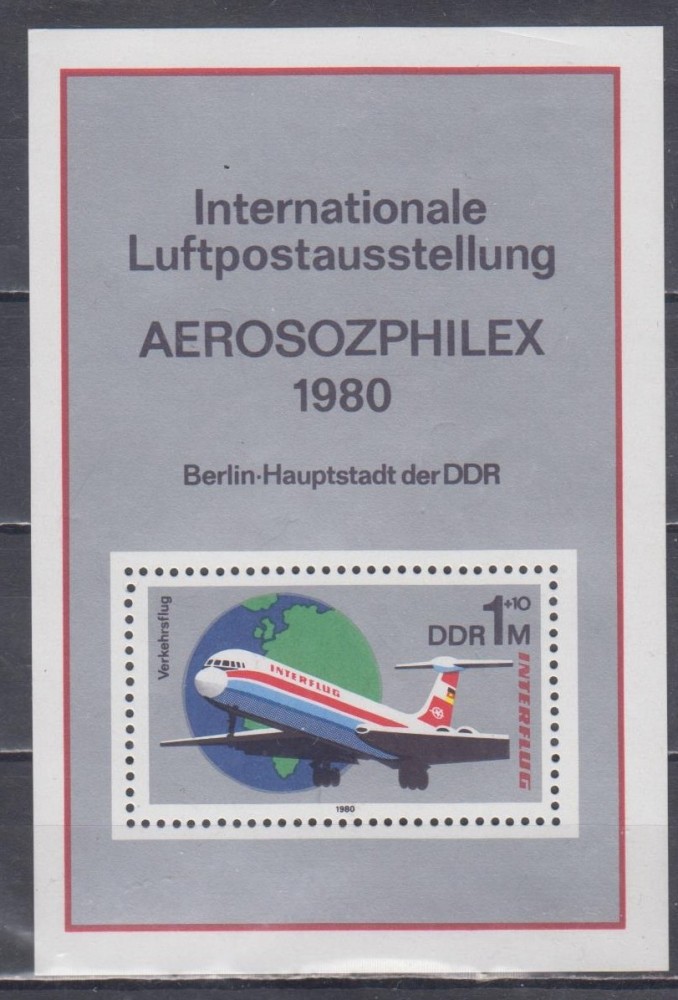 Internationale
Luftpostausstellung
AEROSOZPHILEX
1980
Berlin·Hauptstadt der DDR
Verkehrsflug
DDR 1+10 M
INTERFLUG
INTERFLUG
1980